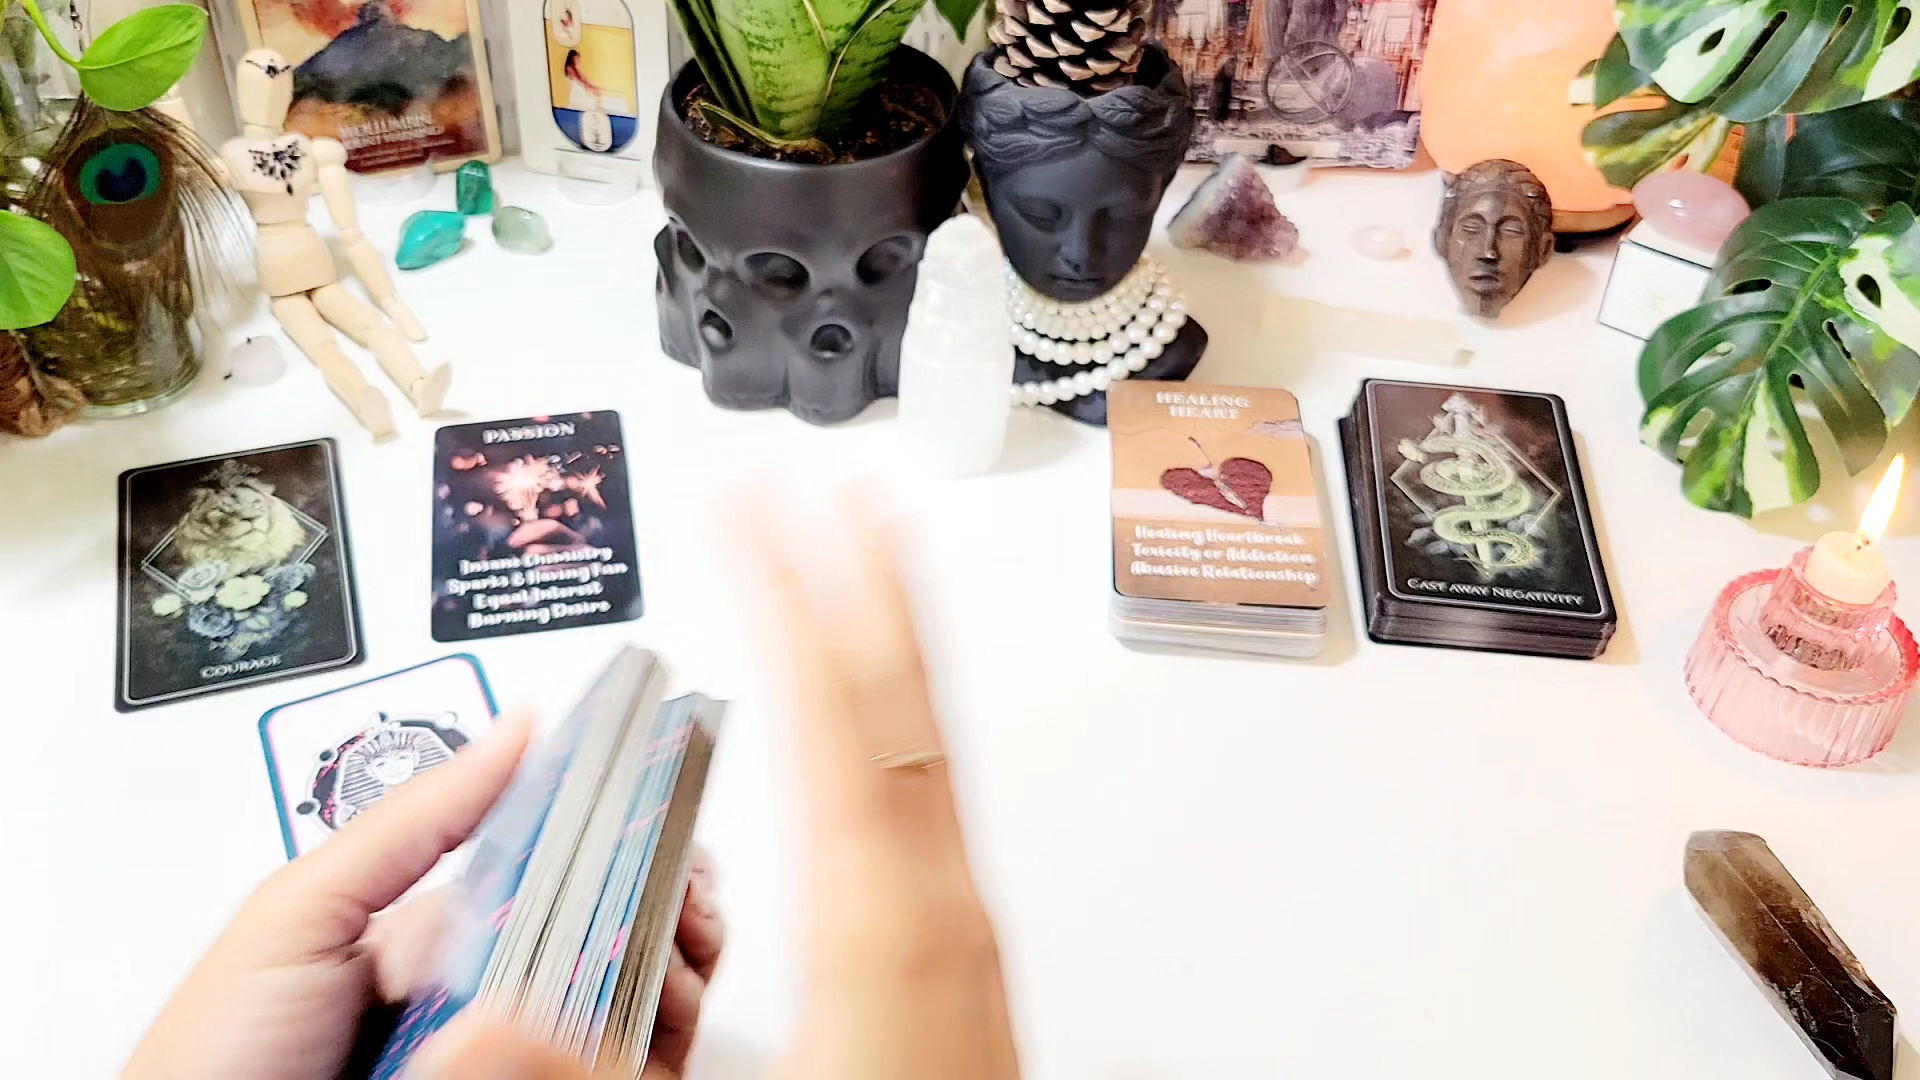 WOLLUMBIN
COURAGE
PASSION
Insane Chemistry
Sparks & Having Fun
Equal Interest
Burning Desire
HEALING
HEART
Healing Heartbreak
Toxicity or Addiction
Abusive Relationship
CAST AWAY NEGATIVITY